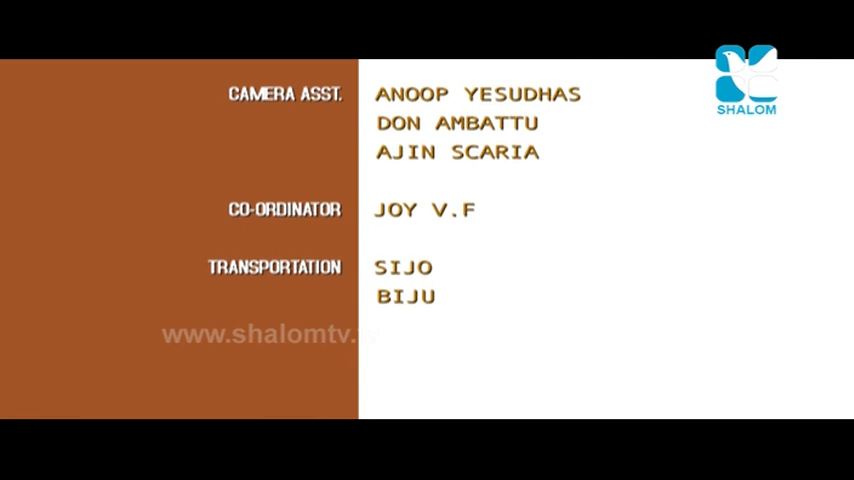 CAMERA ASST. ANOOP YESUDHAS
DON AMBATTU
AJIN SCARIA
CO-ORDINATOR JOY V.F
TRANSPORTATION SIJO
BIJU
SHALOM
www.shalomtv.tv